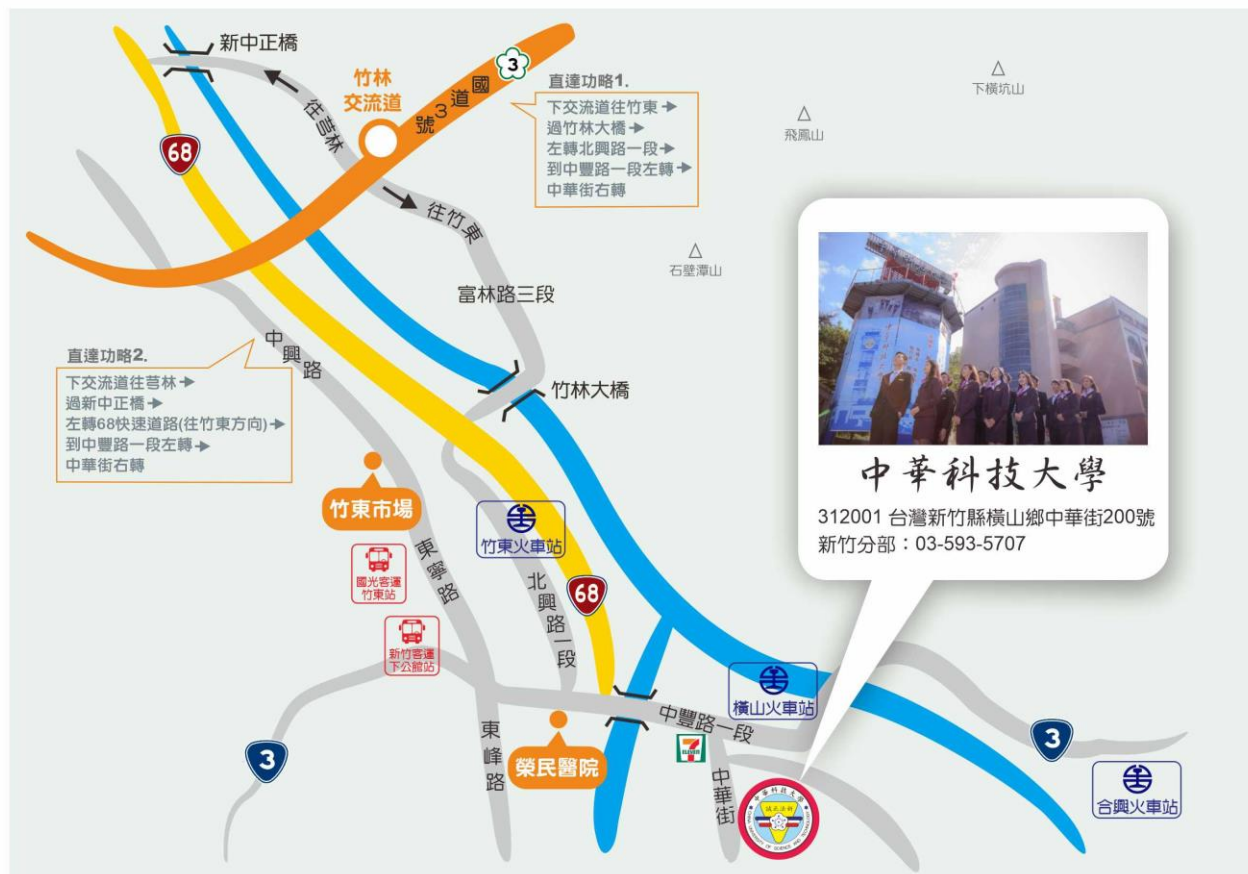 新中正橋
竹林
交流道
往芎林
國道3號
3
直達功略1.
下交流道往竹東→
過竹林大橋→
左轉北興路一段→
到中豐路一段左轉→
中華街右轉
下橫坑山
飛鳳山
石壁潭山
68
往竹東
富林路三段
竹林大橋
中興路
直達功略2.
下交流道往芎林→
過新中正橋→
左轉68快速道路(往竹東方向)→
到中豐路一段左轉→
中華街右轉
中華科技大學
312001 台灣新竹縣橫山鄉中華街200號
新竹分部:03-593-5707
竹東市場
竹東火車站
東寧路
國光客運
竹東站
北興路一段
68
新竹客運
下公館站
橫山火車站
中豐路一段
3
3
東峰路
榮民醫院
7
ELEVEN
中華街
中華科技大學
合興火車站